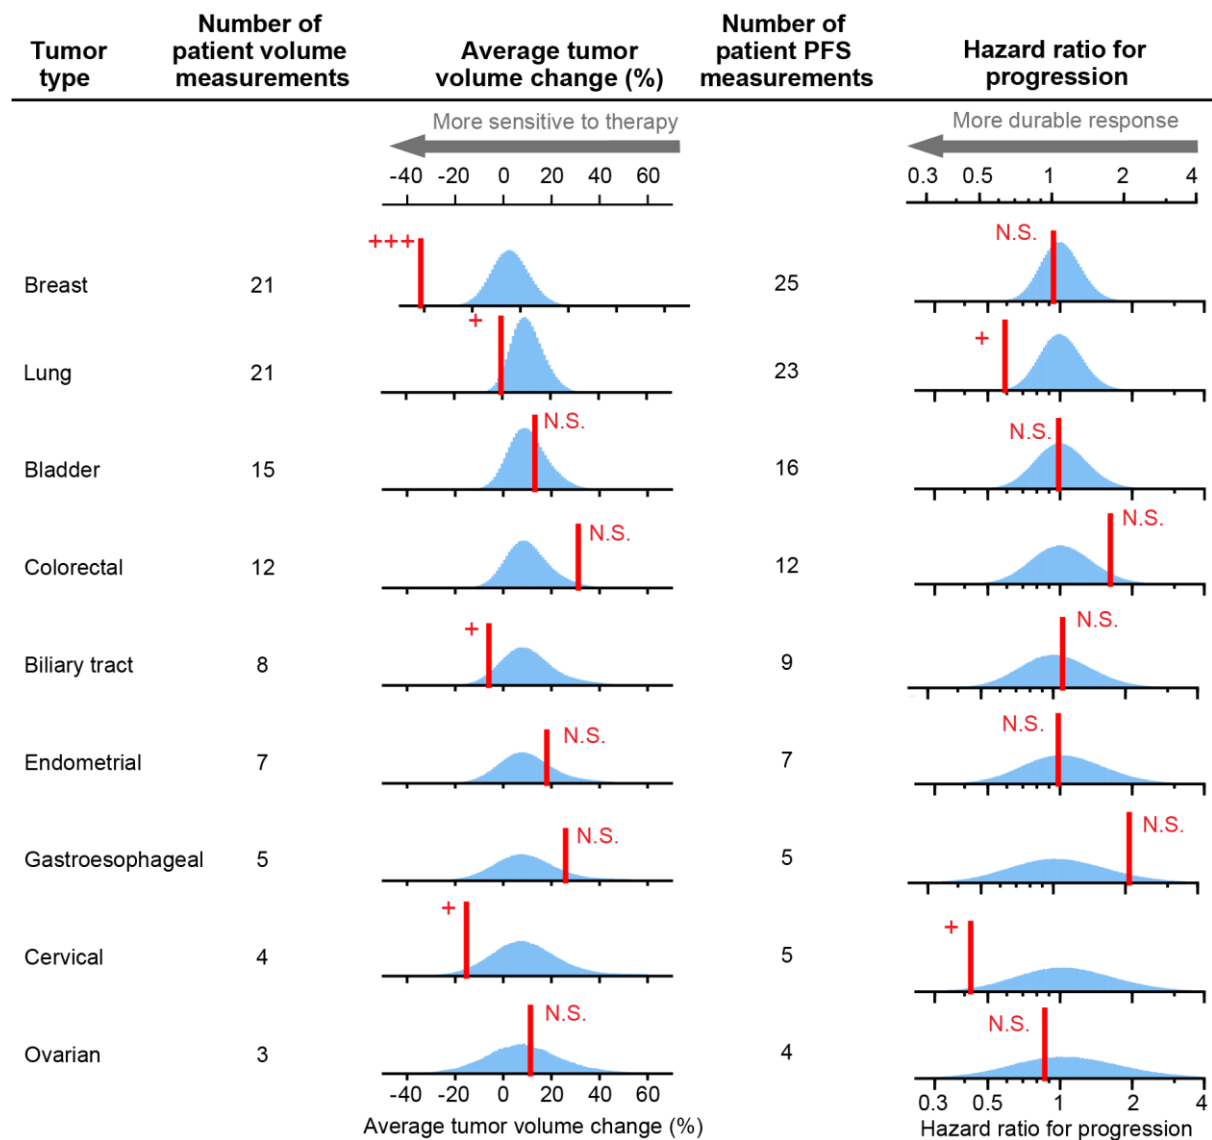 Tumor type
Number of patient volume measurements
Average tumor volume change (%)
Number of patient PFS measurements
Hazard ratio for progression
More sensitive to therapy
More durable response
-40 -20 0 20 40 60
0.3 0.5 1 2 4
Breast 21 +++ 25 N.S.
Lung 21 + 23 +
Bladder 15 N.S. 16 N.S.
Colorectal 12 N.S. 12 N.S.
Biliary tract 8 + 9 N.S.
Endometrial 7 N.S. 7 N.S.
Gastroesophageal 5 N.S. 5 N.S.
Cervical 4 + 5 +
Ovarian 3 N.S. 4 N.S.
-40 -20 0 20 40 60
0.3 0.5 1 2 4
Average tumor volume change (%)
Hazard ratio for progression